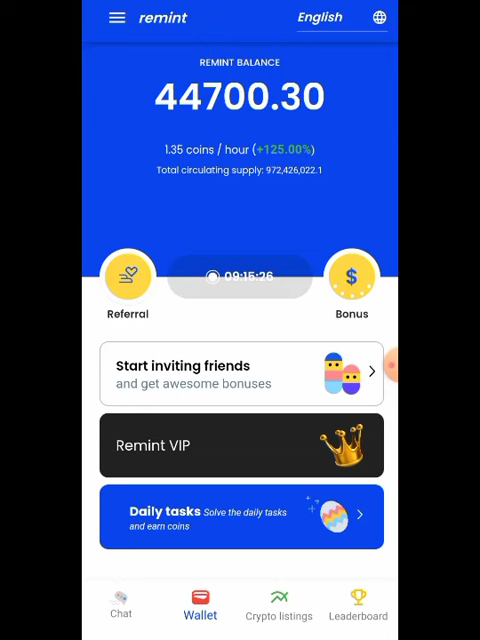 remint
English
REMINT BALANCE
44700.30
1.35 coins / hour (+125.00%)
Total circulating supply: 972,426,022.1
09:15:26
$
Referral
Bonus
Start inviting friends
and get awesome bonuses
Remint VIP
Daily tasks Solve the daily tasks
and earn coins
Chat
Wallet
Crypto listings
Leaderboard